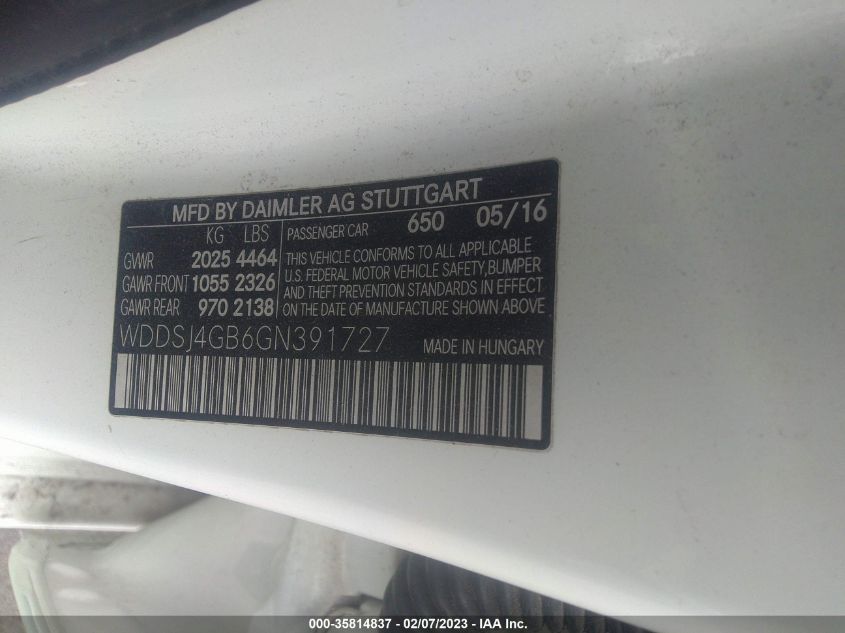 MFD BY DAIMLER AG STUTTGART
KG LBS
PASSENGER CAR 650 05/16
GVWR 2025 4464
GAWR FRONT 1055 2326
GAWR REAR 970 2138
THIS VEHICLE CONFORMS TO ALL APPLICABLE
U.S. FEDERAL MOTOR VEHICLE SAFETY,BUMPER
AND THEFT PREVENTION STANDARDS IN EFFECT
ON THE DATE OF MANUFACTURE SHOWN ABOVE
WDDSJ4GB6GN391727
MADE IN HUNGARY
000-35814837 - 02/07/2023 - IAA Inc.